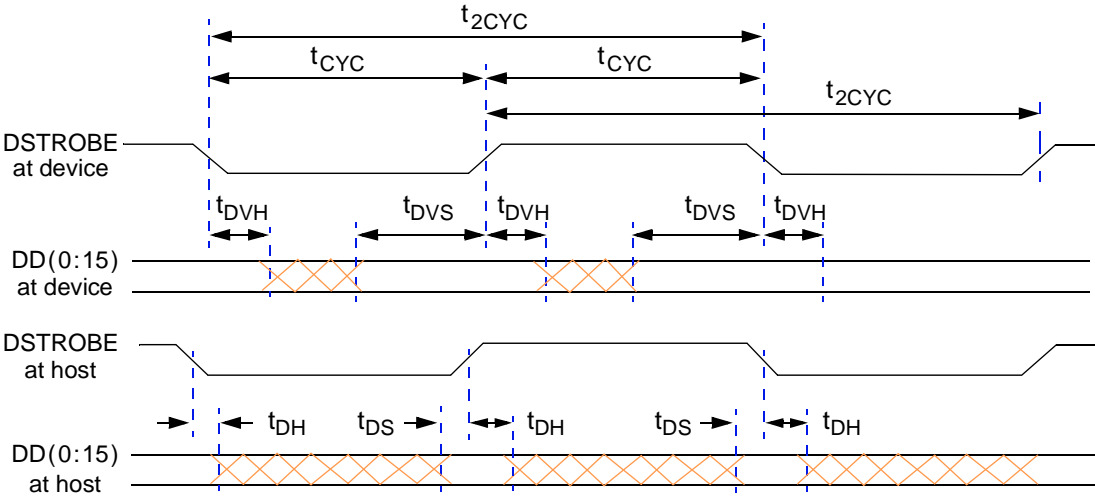 t2CYC
tCYC tCYC
t2CYC
DSTROBE
at device
tDVH tDVS tDVH tDVS tDVH
DD(0:15)
at device
DSTROBE
at host
tDH tDS tDH tDS tDH
DD(0:15)
at host